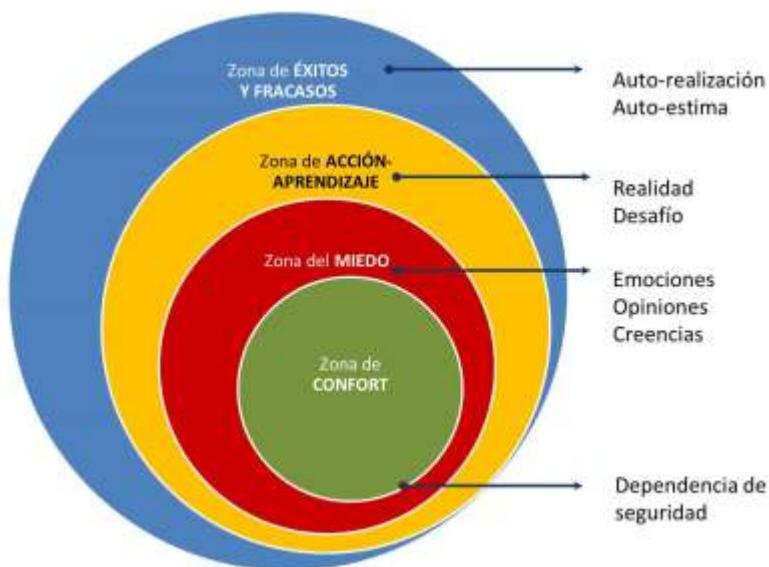 Zona de ÉXITOS
Y FRACASOS
Auto-realización
Auto-estima
Zona de ACCIÓN-
APRENDIZAJE
Realidad
Desafío
Zona del MIEDO
Emociones
Opiniones
Creencias
Zona de
CONFORT
Dependencia de
seguridad